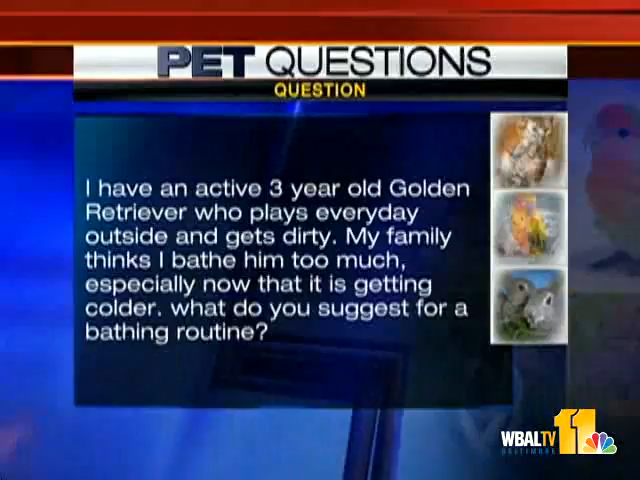 PET QUESTIONS
QUESTION
I have an active 3 year old Golden
Retriever who plays everyday
outside and gets dirty. My family
thinks I bathe him too much,
especially now that it is getting
colder. what do you suggest for a
bathing routine?
WBALTV 11
BALTIMORE